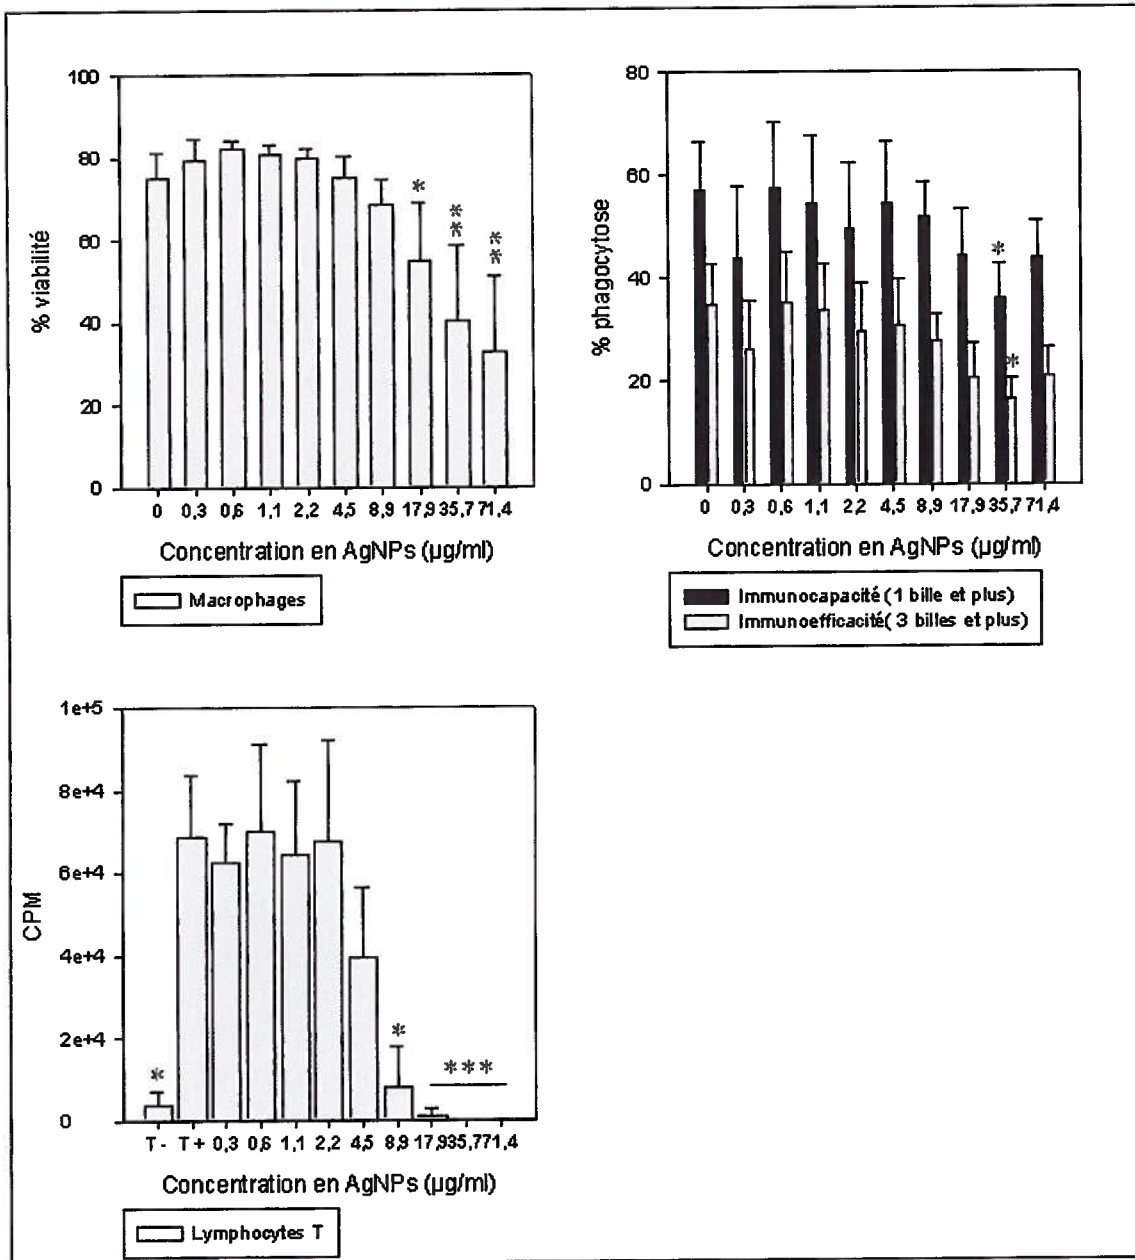 100
80
60
40
20
0
% viabilité
0 0,3 0,6 1,1 2,2 4,5 8,9 17,9 35,7 71,4
* ** **
Concentration en AgNPs (µg/ml)
Macrophages
80
60
40
20
0
% phagocytose
* *
0 0,3 0,6 1,1 2,2 4,5 8,9 17,9 35,7 71,4
Concentration en AgNPs (µg/ml)
Immunocapacité (1 bille et plus)
Immunoefficacité( 3 billes et plus)
1e+5
8e+4
6e+4
4e+4
2e+4
0
CPM
* * ***
T - T + 0,3 0,6 1,1 2,2 4,5 8,9 17,935,771,4
Concentration en AgNPs (µg/ml)
Lymphocytes T